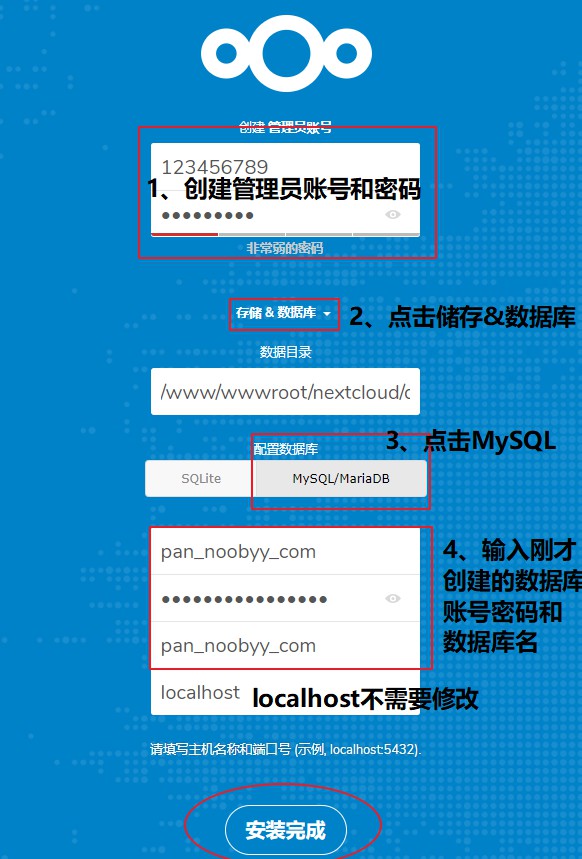 创建 管理员账号
123456789
1、创建管理员账号和密码
●●●●●●●●●
非常弱的密码
存储 & 数据库
2、点击储存&数据库
数据目录
/www/wwwroot/nextcloud/c
3、点击MySQL
配置数据库
SQLite
MySQL/MariaDB
pan_noobyy_com
●●●●●●●●●●●●●●●●
pan_noobyy_com
4、输入刚才
创建的数据库
账号密码和
数据库名
localhost
localhost不需要修改
请填写主机名称和端口号 (示例, localhost:5432).
安装完成